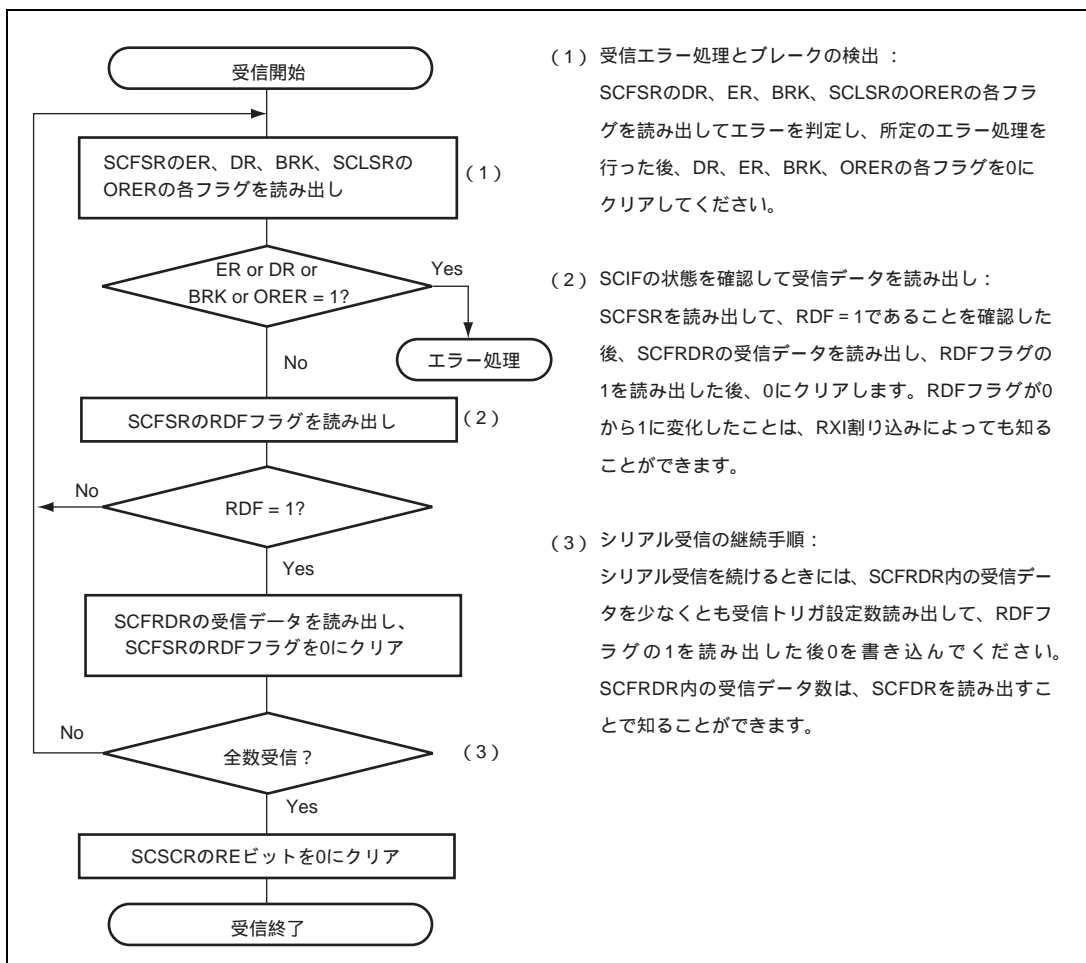 受信開始
SCFSRのER、DR、BRK、SCLSRの
ORERの各フラグを読み出し
（1）
ER or DR or
BRK or ORER = 1?
Yes
エラー処理
No
SCFSRのRDFフラグを読み出し
（2）
No
RDF = 1?
Yes
SCFRDRの受信データを読み出し、
SCFSRのRDFフラグを0にクリア
No
全数受信？
（3）
Yes
SCSCRのREビットを0にクリア
受信終了
（1）受信エラー処理とブレークの検出：
SCFSRのDR、ER、BRK、SCLSRのORERの各フラ
グを読み出してエラーを判定し、所定のエラー処理を
行った後、DR、ER、BRK、ORERの各フラグを0に
クリアしてください。
（2）SCIFの状態を確認して受信データを読み出し：
SCFSRを読み出して、RDF = 1であることを確認した
後、SCFRDRの受信データを読み出し、RDFフラグの
1を読み出した後、0にクリアします。RDFフラグが0
から1に変化したことは、RXI割り込みによっても知る
ことができます。
（3）シリアル受信の継続手順：
シリアル受信を続けるときには、SCFRDR内の受信デー
タを少なくとも受信トリガ設定数読み出して、RDFフ
ラグの1を読み出した後0を書き込んでください。
SCFRDR内の受信データ数は、SCFDRを読み出すこ
とで知ることができます。